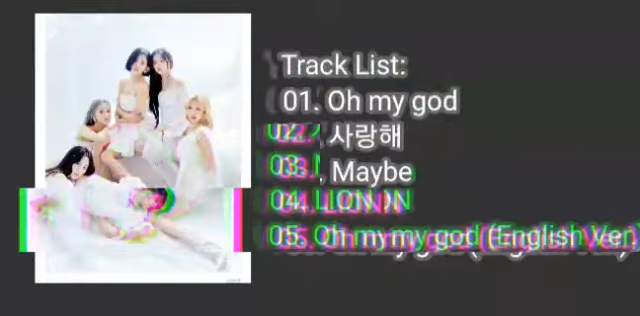 Track List:
01. Oh my god
02. 사랑해
03. Maybe
04. LION
05. Oh my god (English Ver.)